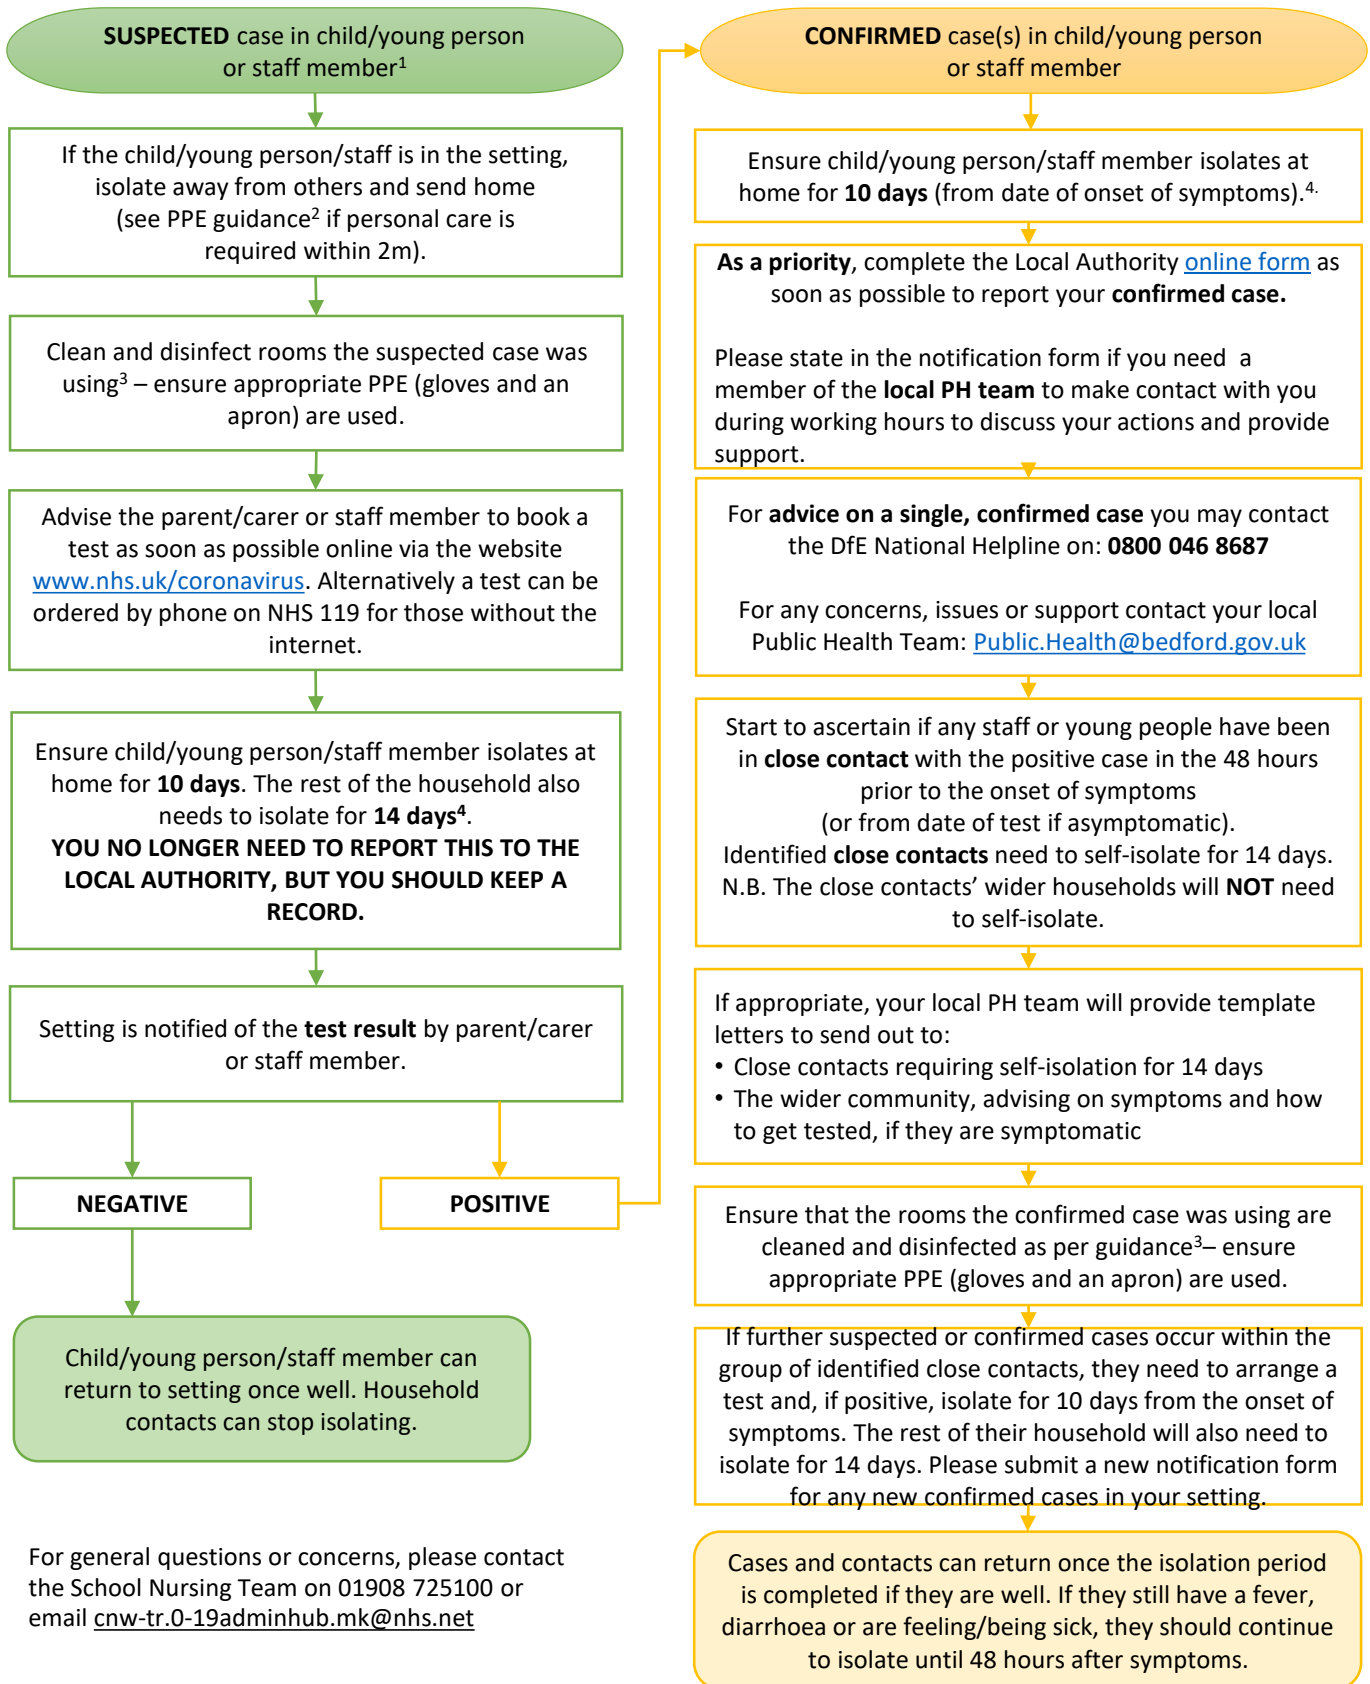 SUSPECTED case in child/young person
or staff member¹
If the child/young person/staff is in the setting,
isolate away from others and send home
(see PPE guidance² if personal care is
required within 2m).
Clean and disinfect rooms the suspected case was
using³ – ensure appropriate PPE (gloves and an
apron) are used.
Advise the parent/carer or staff member to book a
test as soon as possible online via the website
www.nhs.uk/coronavirus. Alternatively a test can be
ordered by phone on NHS 119 for those without the
internet.
Ensure child/young person/staff member isolates at
home for 10 days. The rest of the household also
needs to isolate for 14 days⁴.
YOU NO LONGER NEED TO REPORT THIS TO THE
LOCAL AUTHORITY, BUT YOU SHOULD KEEP A
RECORD.
Setting is notified of the test result by parent/carer
or staff member.
NEGATIVE
POSITIVE
Child/young person/staff member can
return to setting once well. Household
contacts can stop isolating.
For general questions or concerns, please contact
the School Nursing Team on 01908 725100 or
email cnw-tr.0-19adminhub.mk@nhs.net
CONFIRMED case(s) in child/young person
or staff member
Ensure child/young person/staff member isolates at
home for 10 days (from date of onset of symptoms).⁴·
As a priority, complete the Local Authority online form as
soon as possible to report your confirmed case.
Please state in the notification form if you need a
member of the local PH team to make contact with you
during working hours to discuss your actions and provide
support.
For advice on a single, confirmed case you may contact
the DfE National Helpline on: 0800 046 8687
For any concerns, issues or support contact your local
Public Health Team: Public.Health@bedford.gov.uk
Start to ascertain if any staff or young people have been
in close contact with the positive case in the 48 hours
prior to the onset of symptoms
(or from date of test if asymptomatic).
Identified close contacts need to self-isolate for 14 days.
N.B. The close contacts’ wider households will NOT need
to self-isolate.
If appropriate, your local PH team will provide template
letters to send out to:
• Close contacts requiring self-isolation for 14 days
• The wider community, advising on symptoms and how
to get tested, if they are symptomatic
Ensure that the rooms the confirmed case was using are
cleaned and disinfected as per guidance³– ensure
appropriate PPE (gloves and an apron) are used.
If further suspected or confirmed cases occur within the
group of identified close contacts, they need to arrange a
test and, if positive, isolate for 10 days from the onset of
symptoms. The rest of their household will also need to
isolate for 14 days. Please submit a new notification form
for any new confirmed cases in your setting.
Cases and contacts can return once the isolation period
is completed if they are well. If they still have a fever,
diarrhoea or are feeling/being sick, they should continue
to isolate until 48 hours after symptoms.